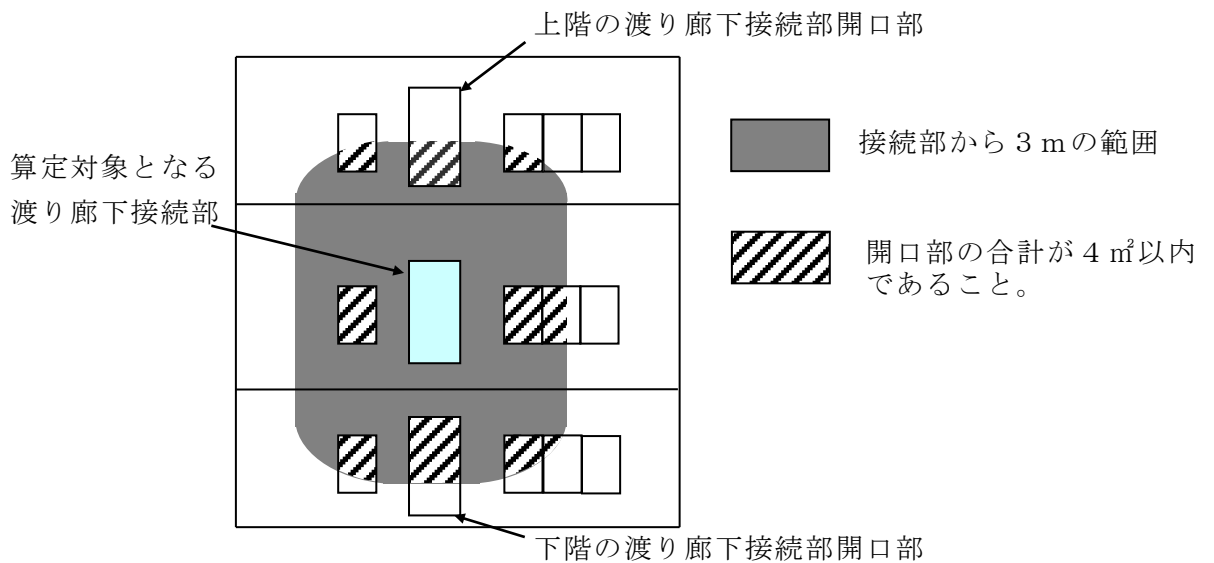 上階の渡り廊下接続部開口部
接続部から３ｍの範囲
算定対象となる
渡り廊下接続部
開口部の合計が４㎡以内
であること。
下階の渡り廊下接続部開口部